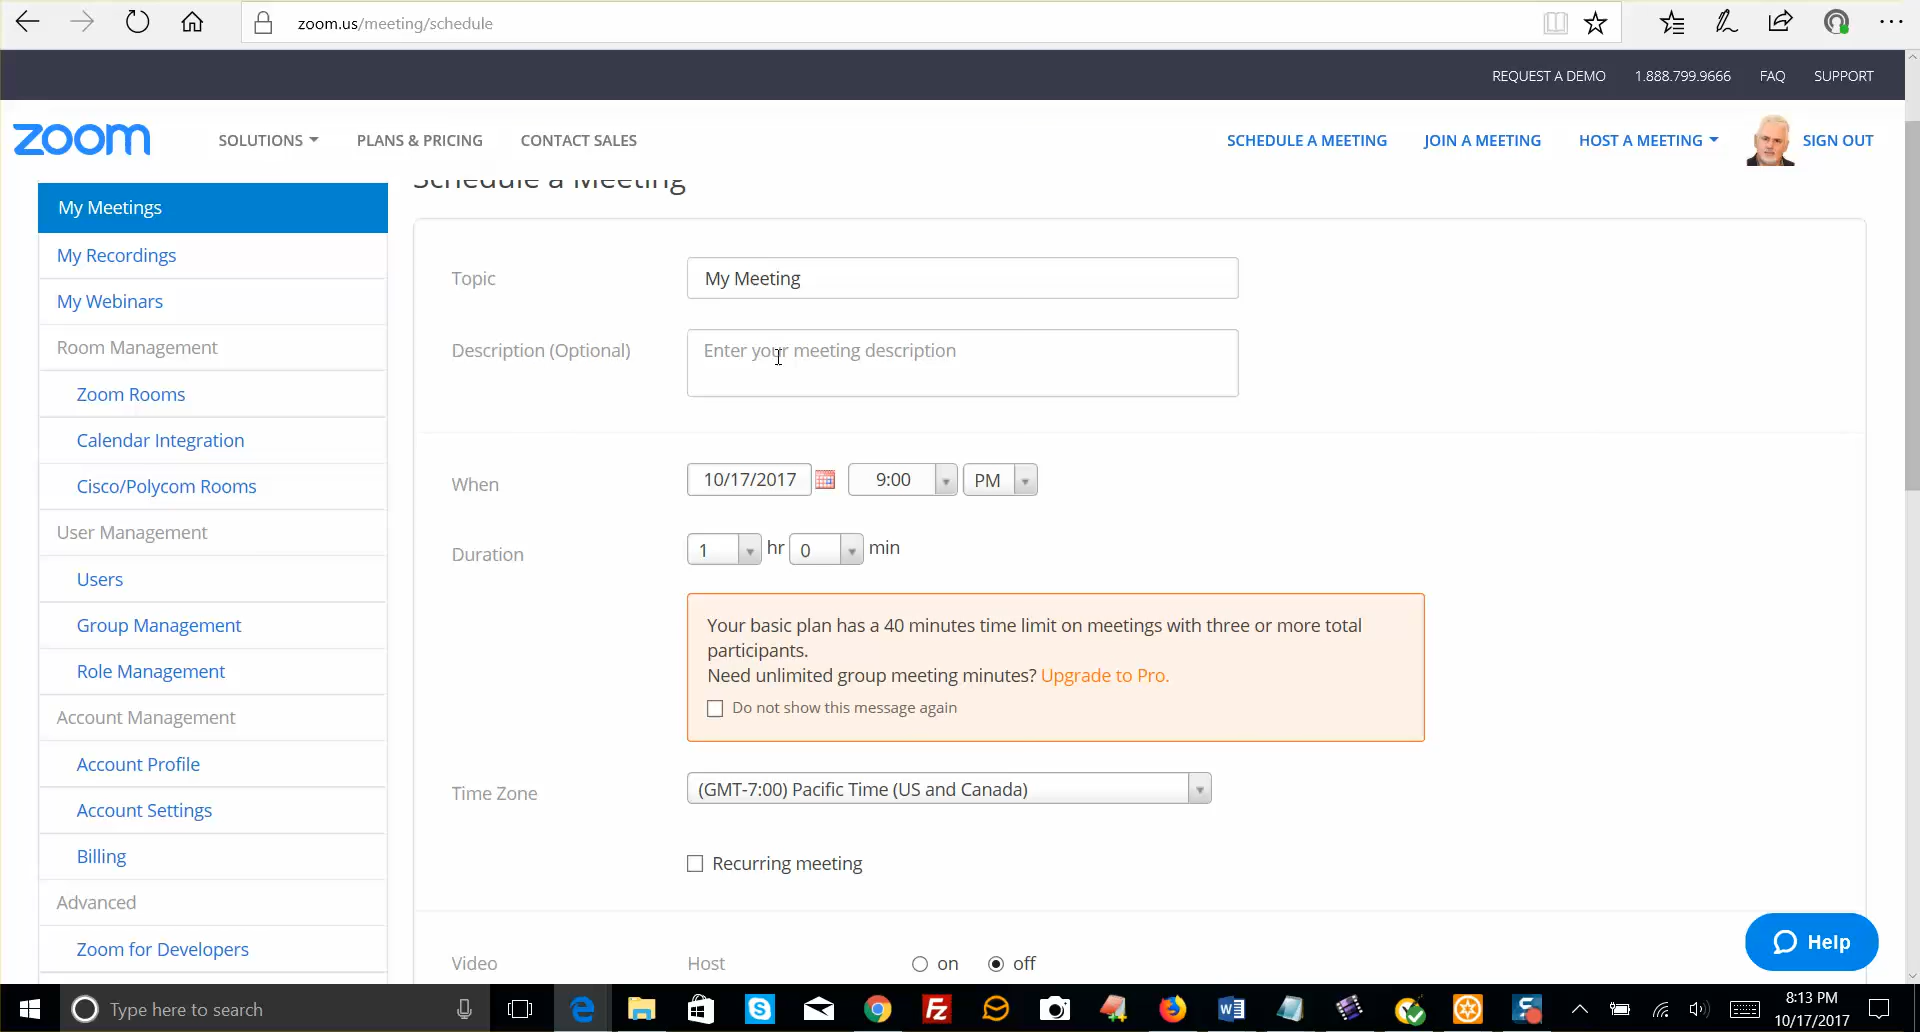 zoom.us/meeting/schedule
REQUEST A DEMO 1.888.799.9666 FAQ SUPPORT
zoom SOLUTIONS PLANS & PRICING CONTACT SALES SCHEDULE A MEETING JOIN A MEETING HOST A MEETING SIGN OUT
Schedule a Meeting
My Meetings
My Recordings
My Webinars
Room Management
Zoom Rooms
Calendar Integration
Cisco/Polycom Rooms
User Management
Users
Group Management
Role Management
Account Management
Account Profile
Account Settings
Billing
Advanced
Zoom for Developers
Topic My Meeting
Description (Optional) Enter your meeting description
When 10/17/2017 9:00 PM
Duration 1 hr 0 min
Your basic plan has a 40 minutes time limit on meetings with three or more total
participants.
Need unlimited group meeting minutes? Upgrade to Pro.
Do not show this message again
Time Zone (GMT-7:00) Pacific Time (US and Canada)
Recurring meeting
Video Host on off
Help
Type here to search
8:13 PM
10/17/2017